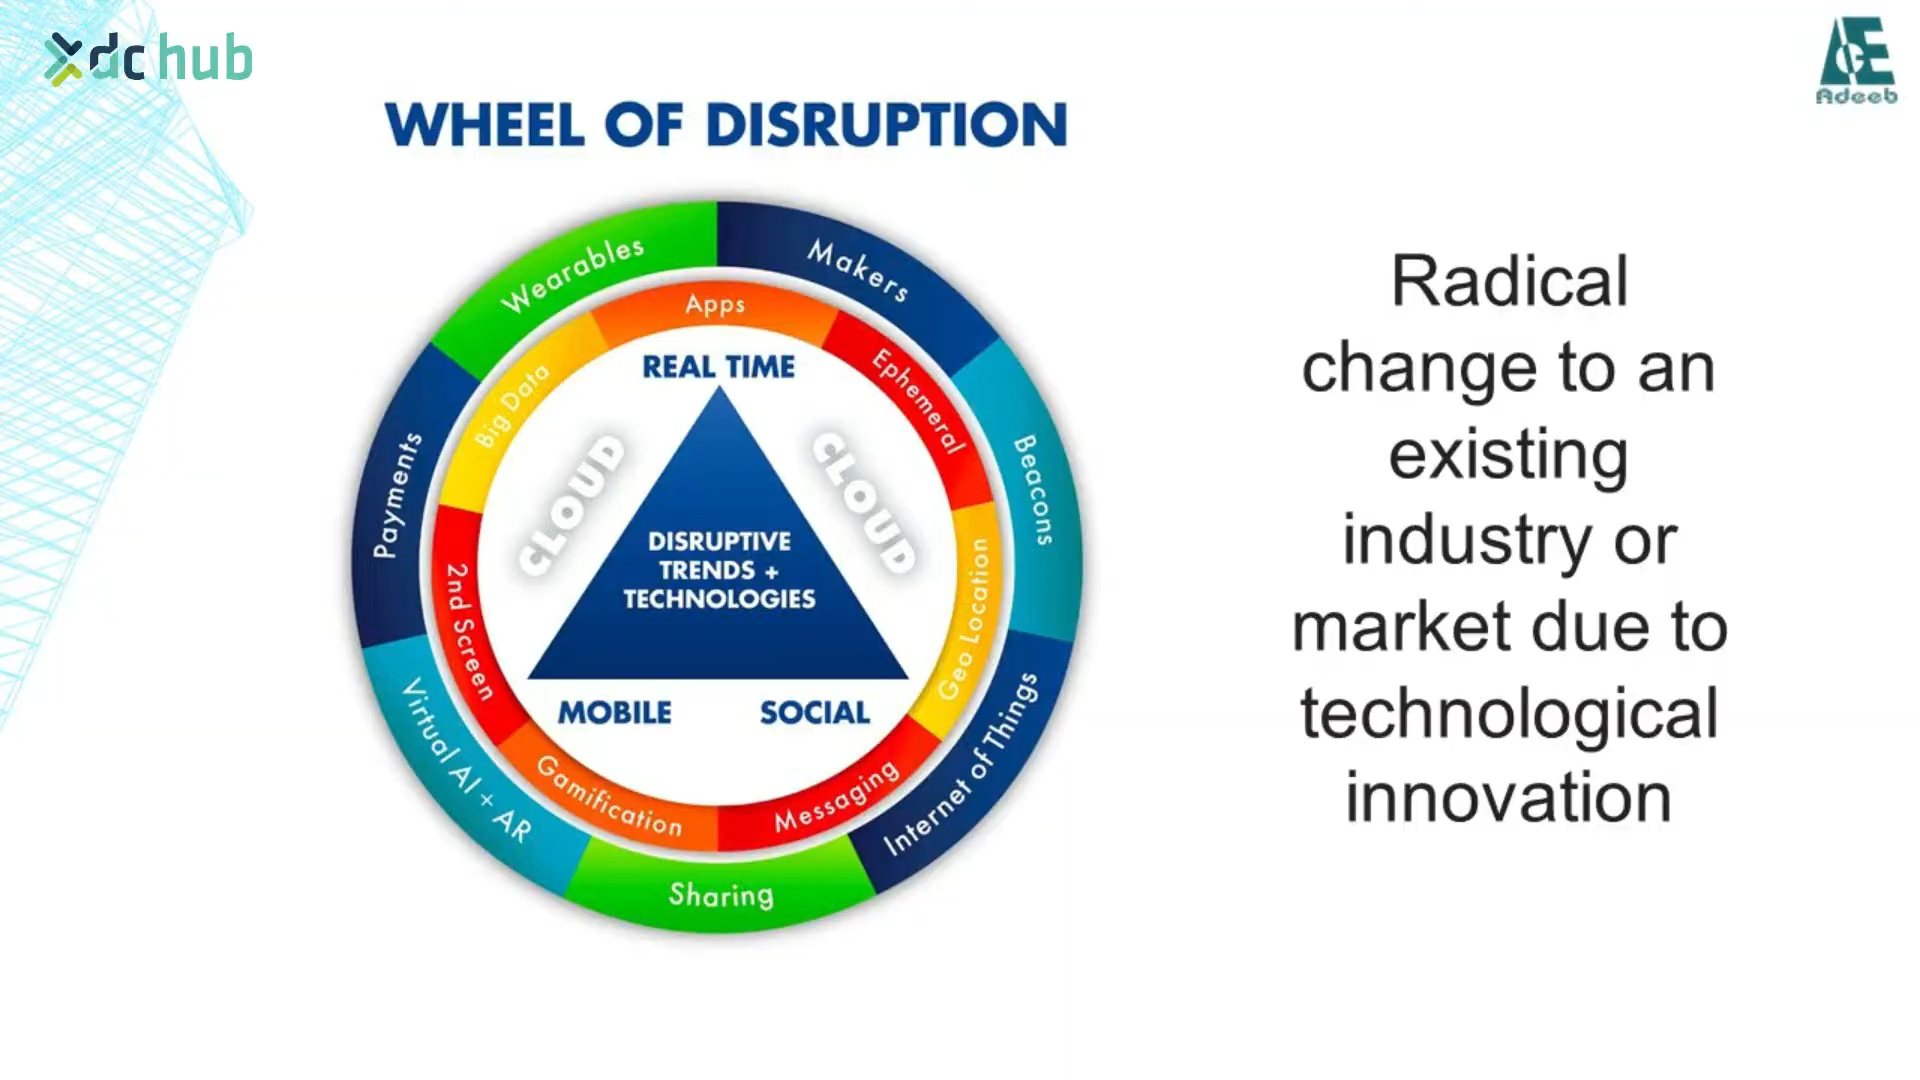 dc hub
AGE
Adeeb
WHEEL OF DISRUPTION
Wearables
Makers
Beacons
Internet of Things
Sharing
Virtual AI + AR
Payments
Apps
Ephemeral
Geo Location
Messaging
Gamification
2nd Screen
Big Data
REAL TIME
CLOUD
CLOUD
DISRUPTIVE
TRENDS +
TECHNOLOGIES
MOBILE
SOCIAL
Radical
change to an
existing
industry or
market due to
technological
innovation